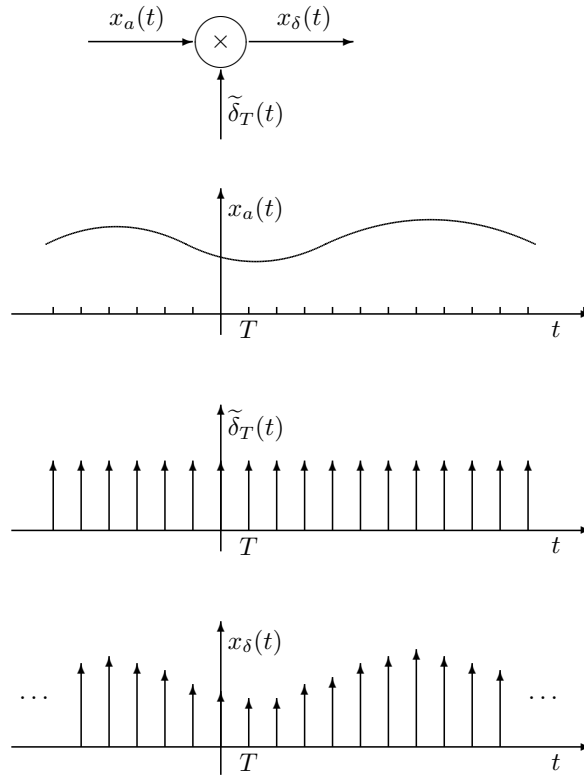 x_a(t) x_δ(t)
×
δ̃_T(t)
x_a(t)
T t
δ̃_T(t)
T t
x_δ(t)
... ...
T t